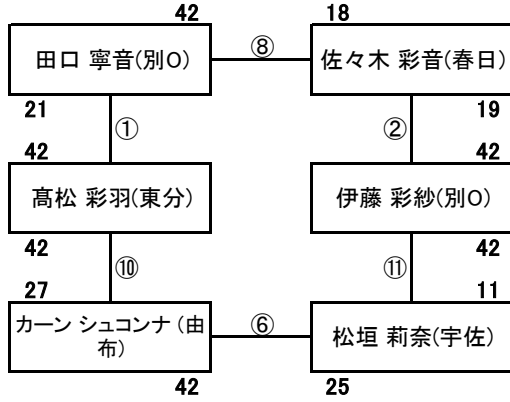 42 18
田口 寧音(別O) ⑧ 佐々木 彩音(春日)
21 19
① ②
42 42
髙松 彩羽(東分) 伊藤 彩紗(別O)
42 42
⑩ ⑪
27 11
カーン シュコンナ (由
布) ⑥ 松垣 莉奈(宇佐)
42 25